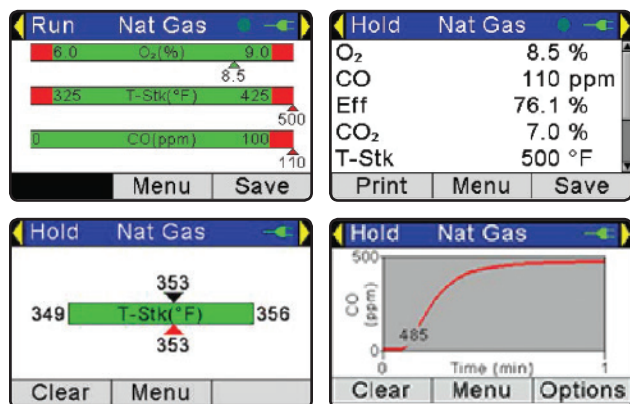 Run Nat Gas
6.0 O₂(%) 9.0
8.5
325 T-Stk(°F) 425
500
0 CO(ppm) 100
110
Menu Save
Hold Nat Gas
O₂ 8.5 %
CO 110 ppm
Eff 76.1 %
CO₂ 7.0 %
T-Stk 500 °F
Print Menu Save
Hold Nat Gas
353
349 T-Stk(°F) 356
353
Clear Menu
Hold Nat Gas
500
CO
(ppm)
485
0
0 Time (min) 1
Clear Menu Options